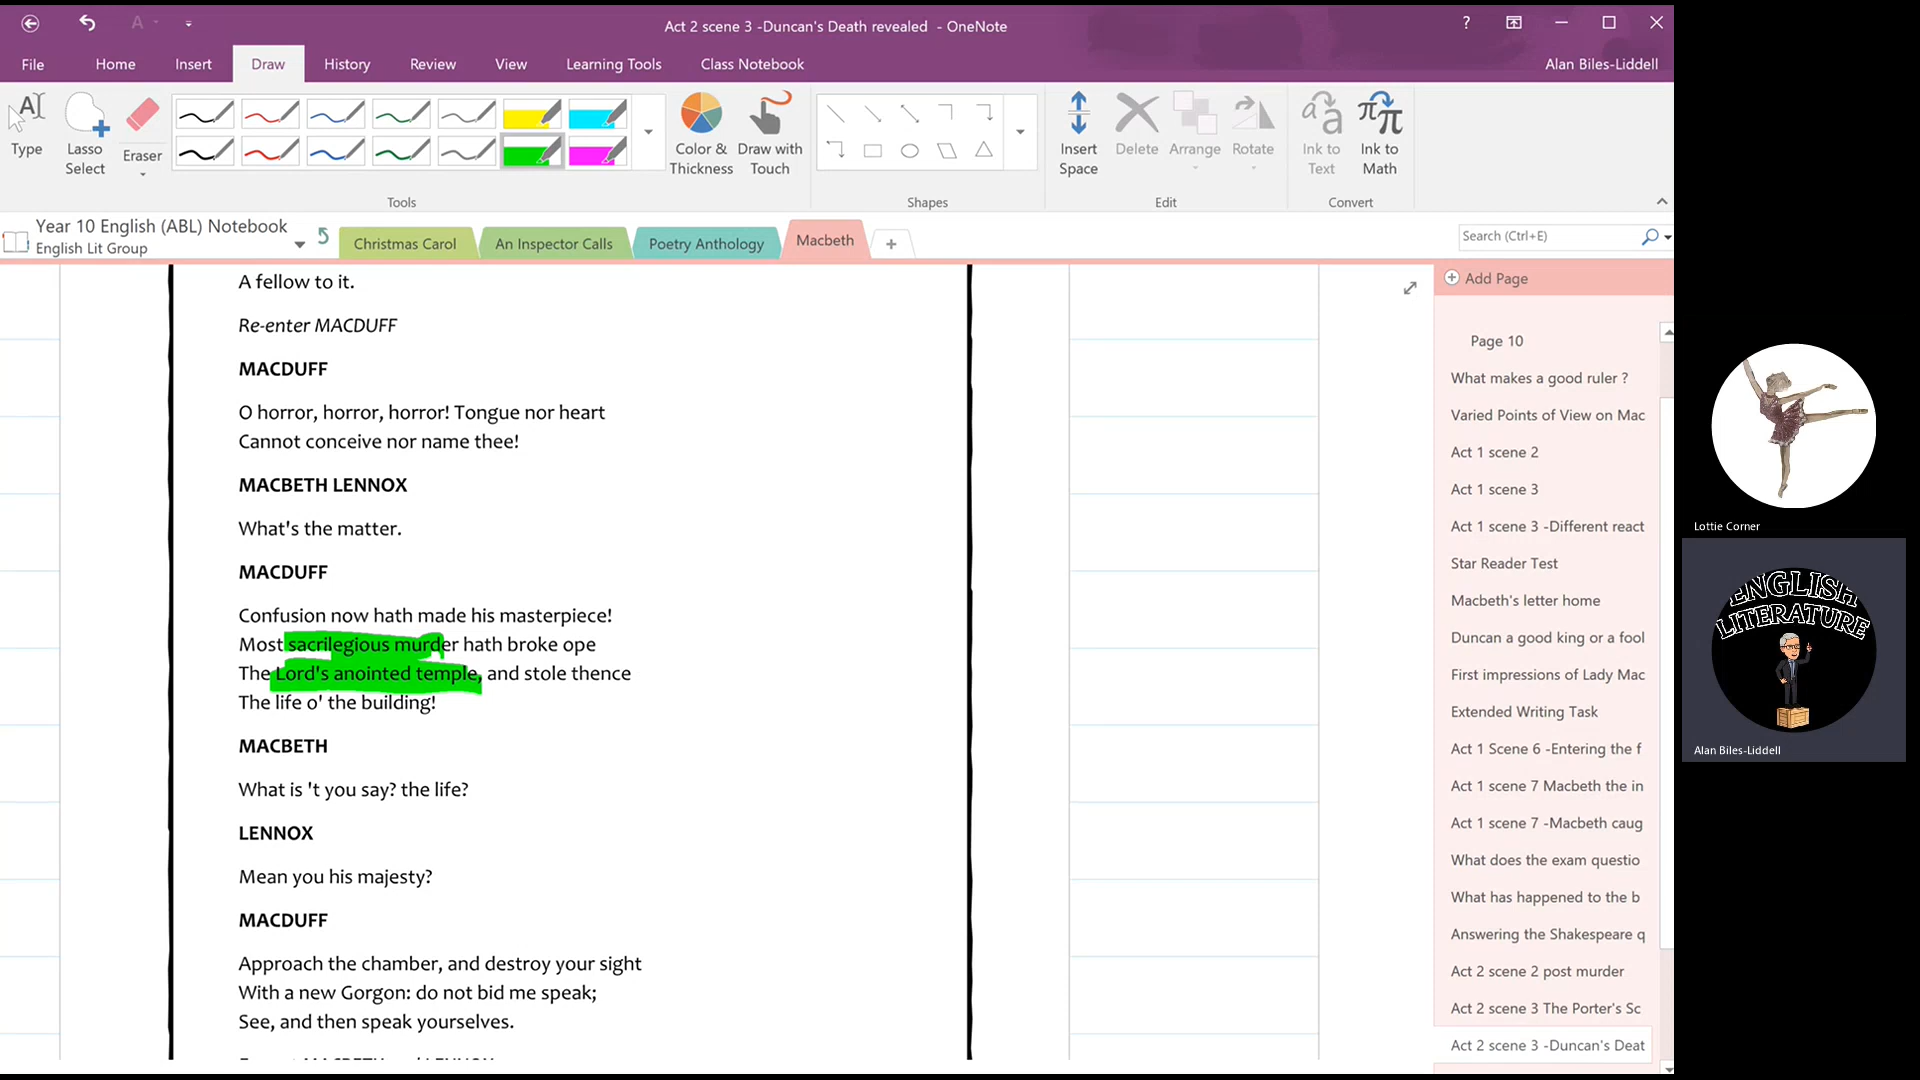 Act 2 scene 3 -Duncan's Death revealed - OneNote
?
File
Home
Insert
Draw
History
Review
View
Learning Tools
Class Notebook
Alan Biles-Liddell
Type
Lasso Select
Eraser
Color & Thickness
Draw with Touch
Insert Space
Delete
Arrange
Rotate
Ink to Text
Ink to Math
Tools
Shapes
Edit
Convert
Year 10 English (ABL) Notebook
English Lit Group
Christmas Carol
An Inspector Calls
Poetry Anthology
Macbeth
Search (Ctrl+E)
A fellow to it.
Re-enter MACDUFF
MACDUFF
O horror, horror, horror! Tongue nor heart
Cannot conceive nor name thee!
MACBETH LENNOX
What's the matter.
MACDUFF
Confusion now hath made his masterpiece!
Most sacrilegious murder hath broke ope
The Lord's anointed temple, and stole thence
The life o' the building!
MACBETH
What is 't you say? the life?
LENNOX
Mean you his majesty?
MACDUFF
Approach the chamber, and destroy your sight
With a new Gorgon: do not bid me speak;
See, and then speak yourselves.
Add Page
Page 10
What makes a good ruler ?
Varied Points of View on Mac
Act 1 scene 2
Act 1 scene 3
Act 1 scene 3 -Different react
Star Reader Test
Macbeth's letter home
Duncan a good king or a fool
First impressions of Lady Mac
Extended Writing Task
Act 1 Scene 6 -Entering the f
Act 1 scene 7 Macbeth the in
Act 1 scene 7 -Macbeth caug
What does the exam questio
What has happened to the b
Answering the Shakespeare q
Act 2 scene 2 post murder
Act 2 scene 3 The Porter's Sc
Act 2 scene 3 -Duncan's Deat
Lottie Corner
ENGLISH
LITERATURE
Alan Biles-Liddell